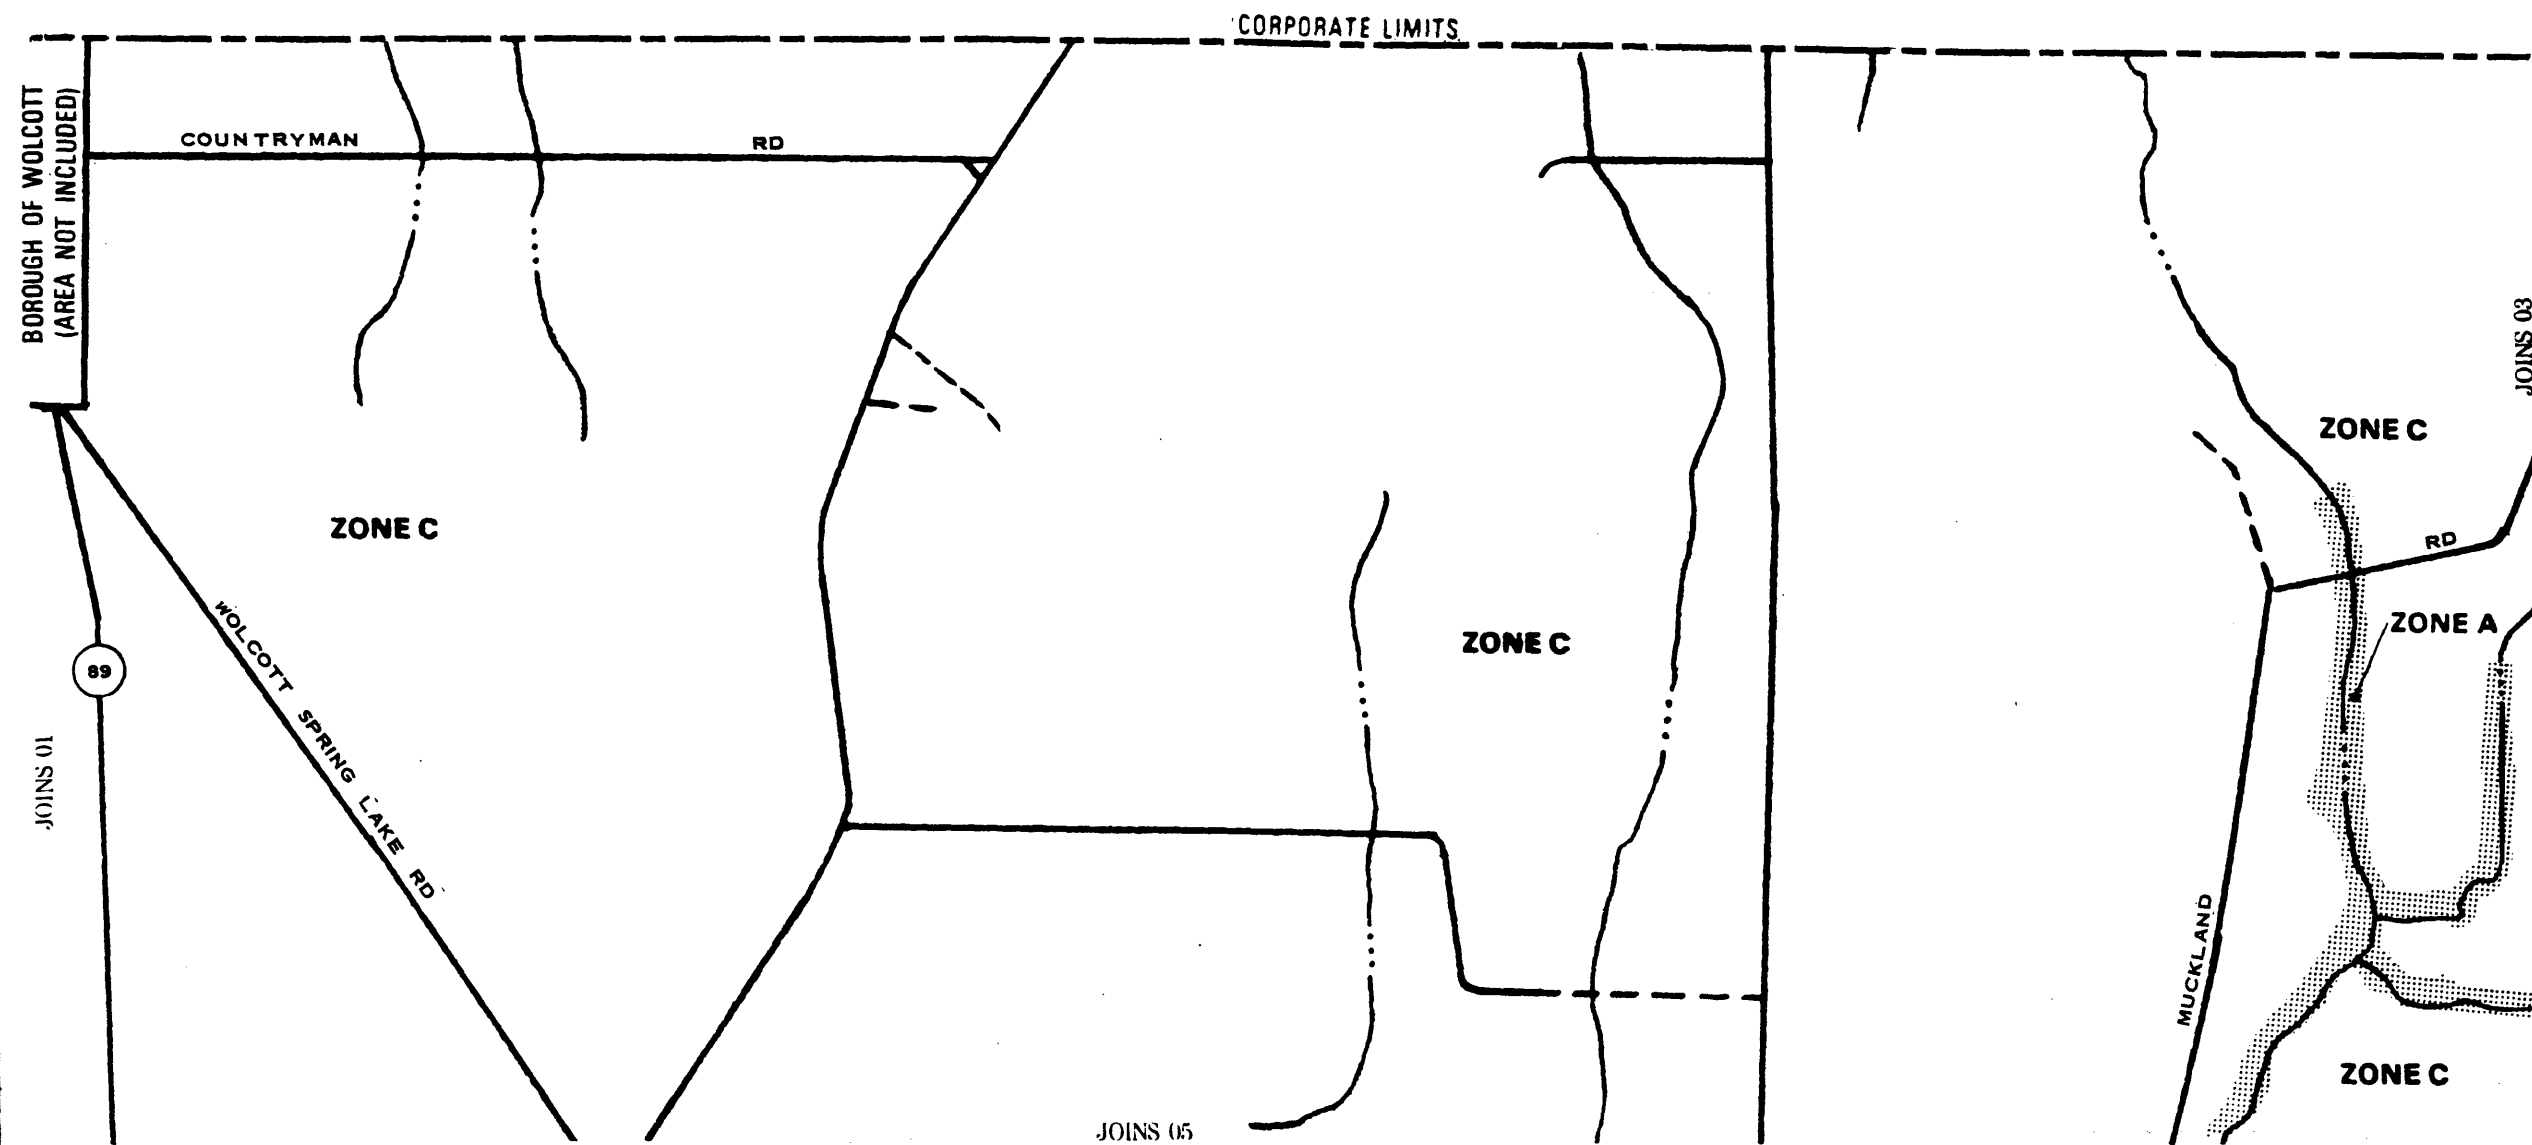 CORPORATE LIMITS
BOROUGH OF WOLCOTT
(AREA NOT INCLUDED)
COUNTRYMAN RD
JOINS 03
ZONE C
ZONE C
RD
ZONE A
WOLCOTT SPRING LAKE RD
ZONE C
89
JOINS 01
MUCKLAND
ZONE C
JOINS 05